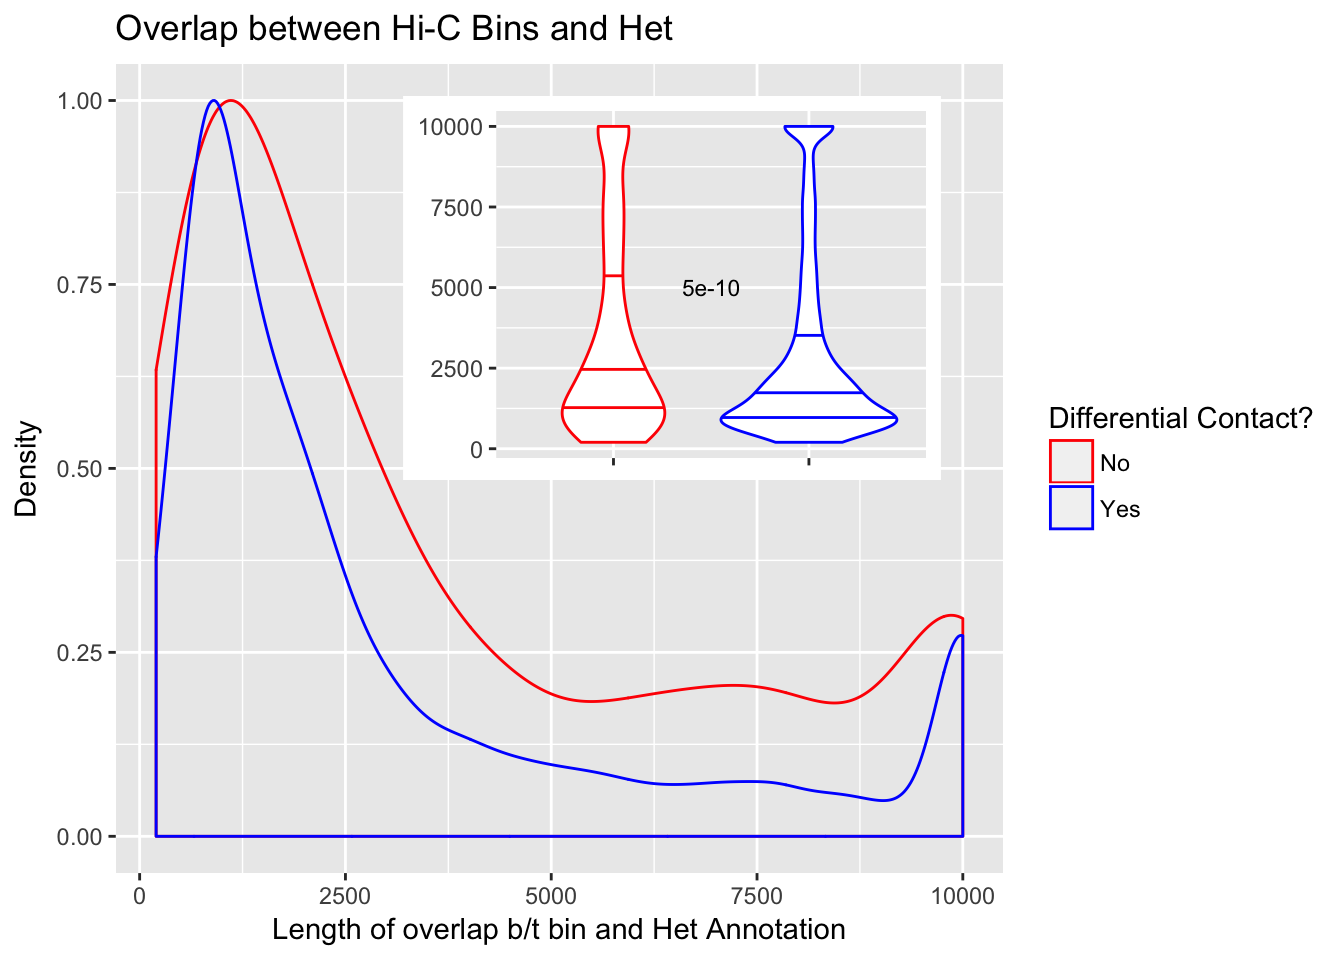 Overlap between Hi-C Bins and Het
Density
1.00
0.75
0.50
0.25
0.00
0
2500
5000
7500
10000
Length of overlap b/t bin and Het Annotation
10000
7500
5000
2500
0
5e-10
Differential Contact?
No
Yes